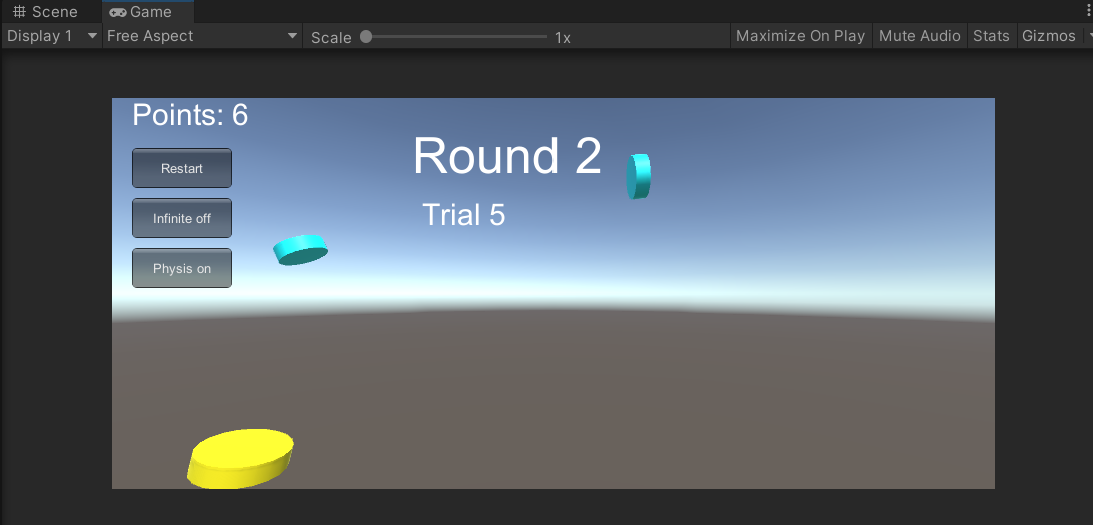 Scene Game
Display 1 Free Aspect Scale 1x Maximize On Play Mute Audio Stats Gizmos
Points: 6
Round 2
Restart
Trial 5
Infinite off
Physis on